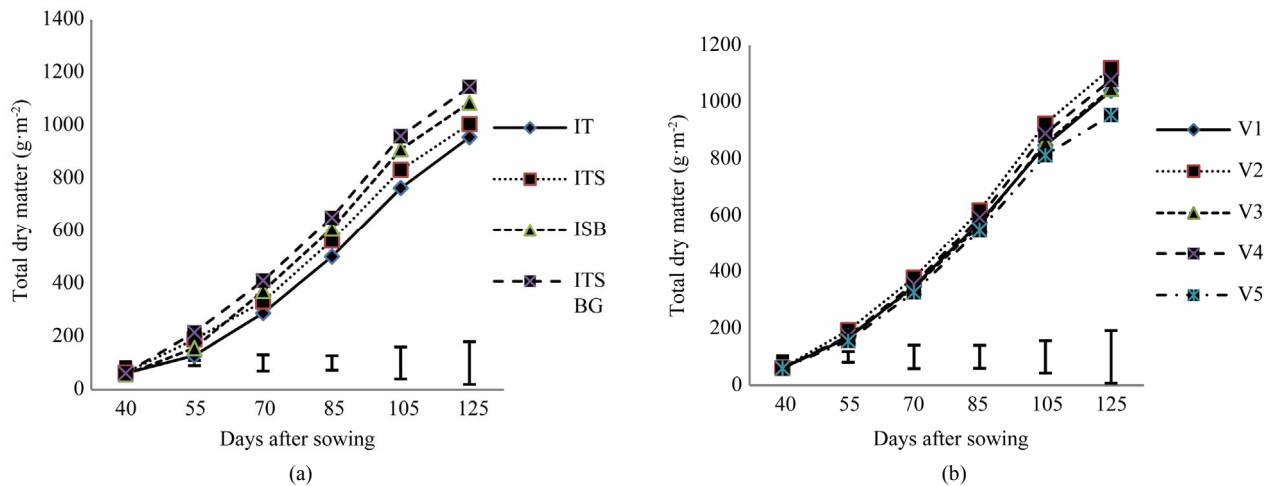 1400
1200
1000
800
600
400
200
0
Total dry matter (g·m-2)
40 55 70 85 105 125
Days after sowing
IT
ITS
ISB
ITS
BG
(a)
1200
1000
800
600
400
200
0
Total dry matter (g·m-2)
40 55 70 85 105 125
Days after sowing
V1
V2
V3
V4
V5
(b)